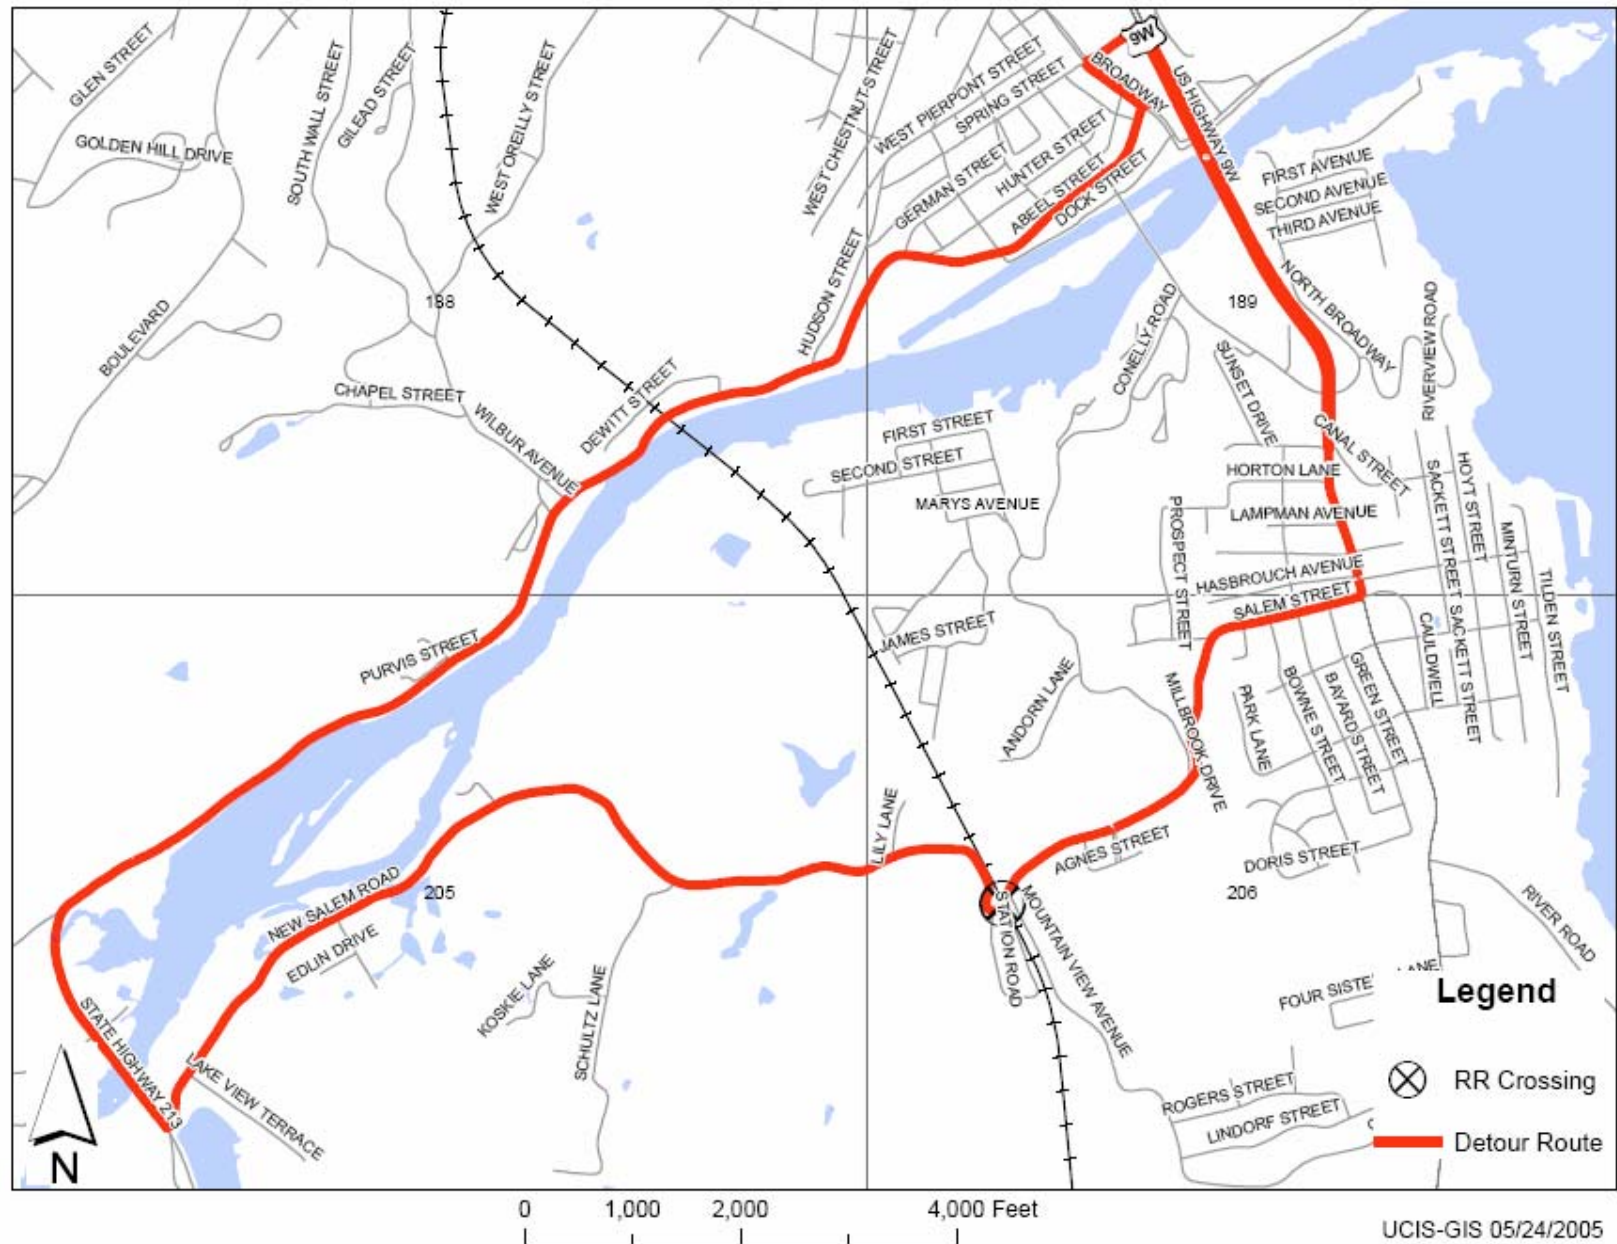 9W
BROADWAY
US HIGHWAY 9W
GLEN STREET
GOLDEN HILL DRIVE
SOUTH WALL STREET
GILEAD STREET
WEST OREILLY STREET
WEST CHESTNUT STREET
WEST PIERPONT STREET
SPRING STREET
GERMAN STREET
HUNTER STREET
ABEEL STREET
DOCK STREET
FIRST AVENUE
SECOND AVENUE
THIRD AVENUE
HUDSON STREET
BOULEVARD
188
189
NORTH BROADWAY
RIVERVIEW ROAD
CONELLY ROAD
SUNSET DRIVE
CHAPEL STREET
WILBUR AVENUE
DEWITT STREET
FIRST STREET
SECOND STREET
MARYS AVENUE
CANAL STREET
HORTON LANE
LAMPMAN AVENUE
PROSPECT STREET
HASBROUCH AVENUE
SALEM STREET
SACKETT STREET
SACKETT STREET
HOYT STREET
MINTURN STREET
TILDEN STREET
CAULDWELL
PURVIS STREET
JAMES STREET
ANDORN LANE
MILLBROOK DRIVE
PARK LANE
BOWNE STREET
BAYARD STREET
GREEN STREET
LILY LANE
AGNES STREET
DORIS STREET
NEW SALEM ROAD
205
206
EDLIN DRIVE
KOSKIE LANE
SCHULTZ LANE
STATION ROAD
MOUNTAIN VIEW AVENUE
RIVER ROAD
FOUR SISTE LANE
STATE HIGHWAY 213
LAKE VIEW TERRACE
ROGERS STREET
LINDORF STREET
N
Legend
RR Crossing
Detour Route
0 1,000 2,000 4,000 Feet
UCIS-GIS 05/24/2005